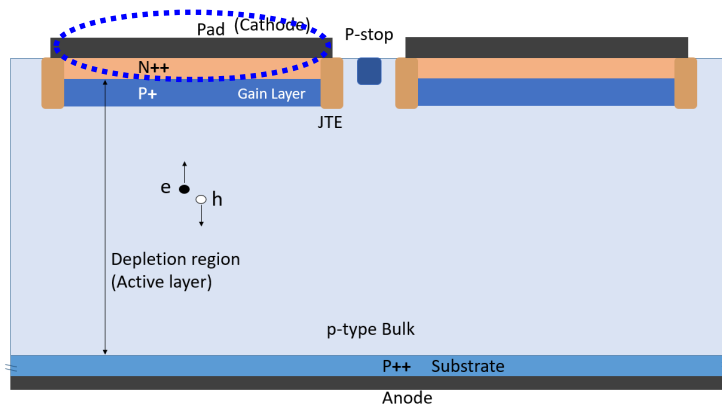 Pad (Cathode)
P-stop
N++
P+ Gain Layer
JTE
e h
Depletion region
(Active layer)
p-type Bulk
P++ Substrate
Anode